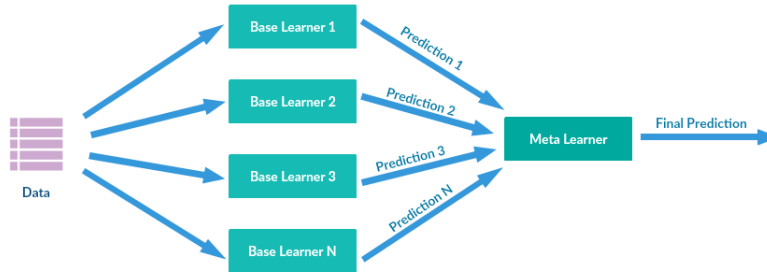 Base Learner 1
Prediction 1
Base Learner 2
Prediction 2
Data
Meta Learner
Final Prediction
Base Learner 3
Prediction 3
Base Learner N
Prediction N